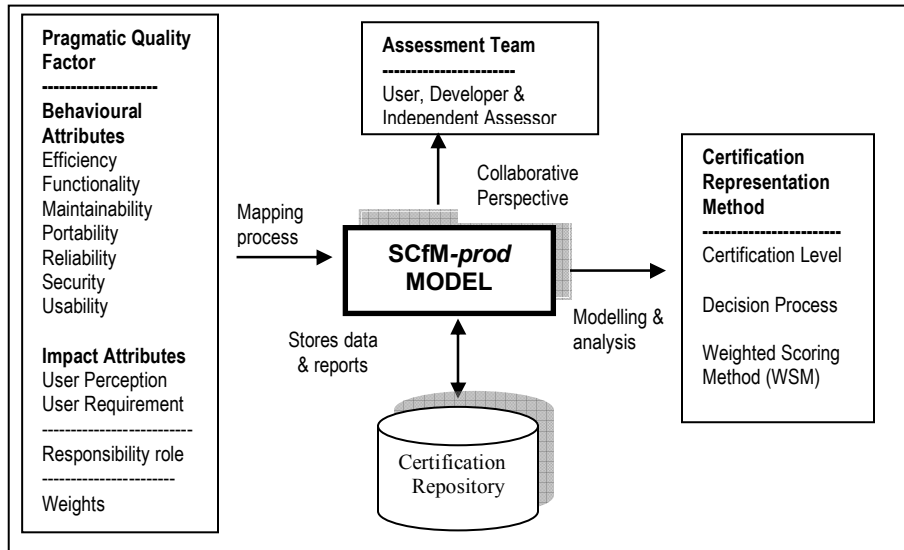 Pragmatic Quality
Factor
---------------------
Behavioural
Attributes
Efficiency
Functionality
Maintainability
Portability
Reliability
Security
Usability
Impact Attributes
User Perception
User Requirement
---------------------------
Responsibility role
------------------------
Weights
Mapping
process
Assessment Team
------------------------
User, Developer &
Independent Assessor
Collaborative
Perspective
SCfM-prod
MODEL
Stores data
& reports
Certification
Repository
Modelling &
analysis
Certification
Representation
Method
-------------------------
Certification Level
Decision Process
Weighted Scoring
Method (WSM)